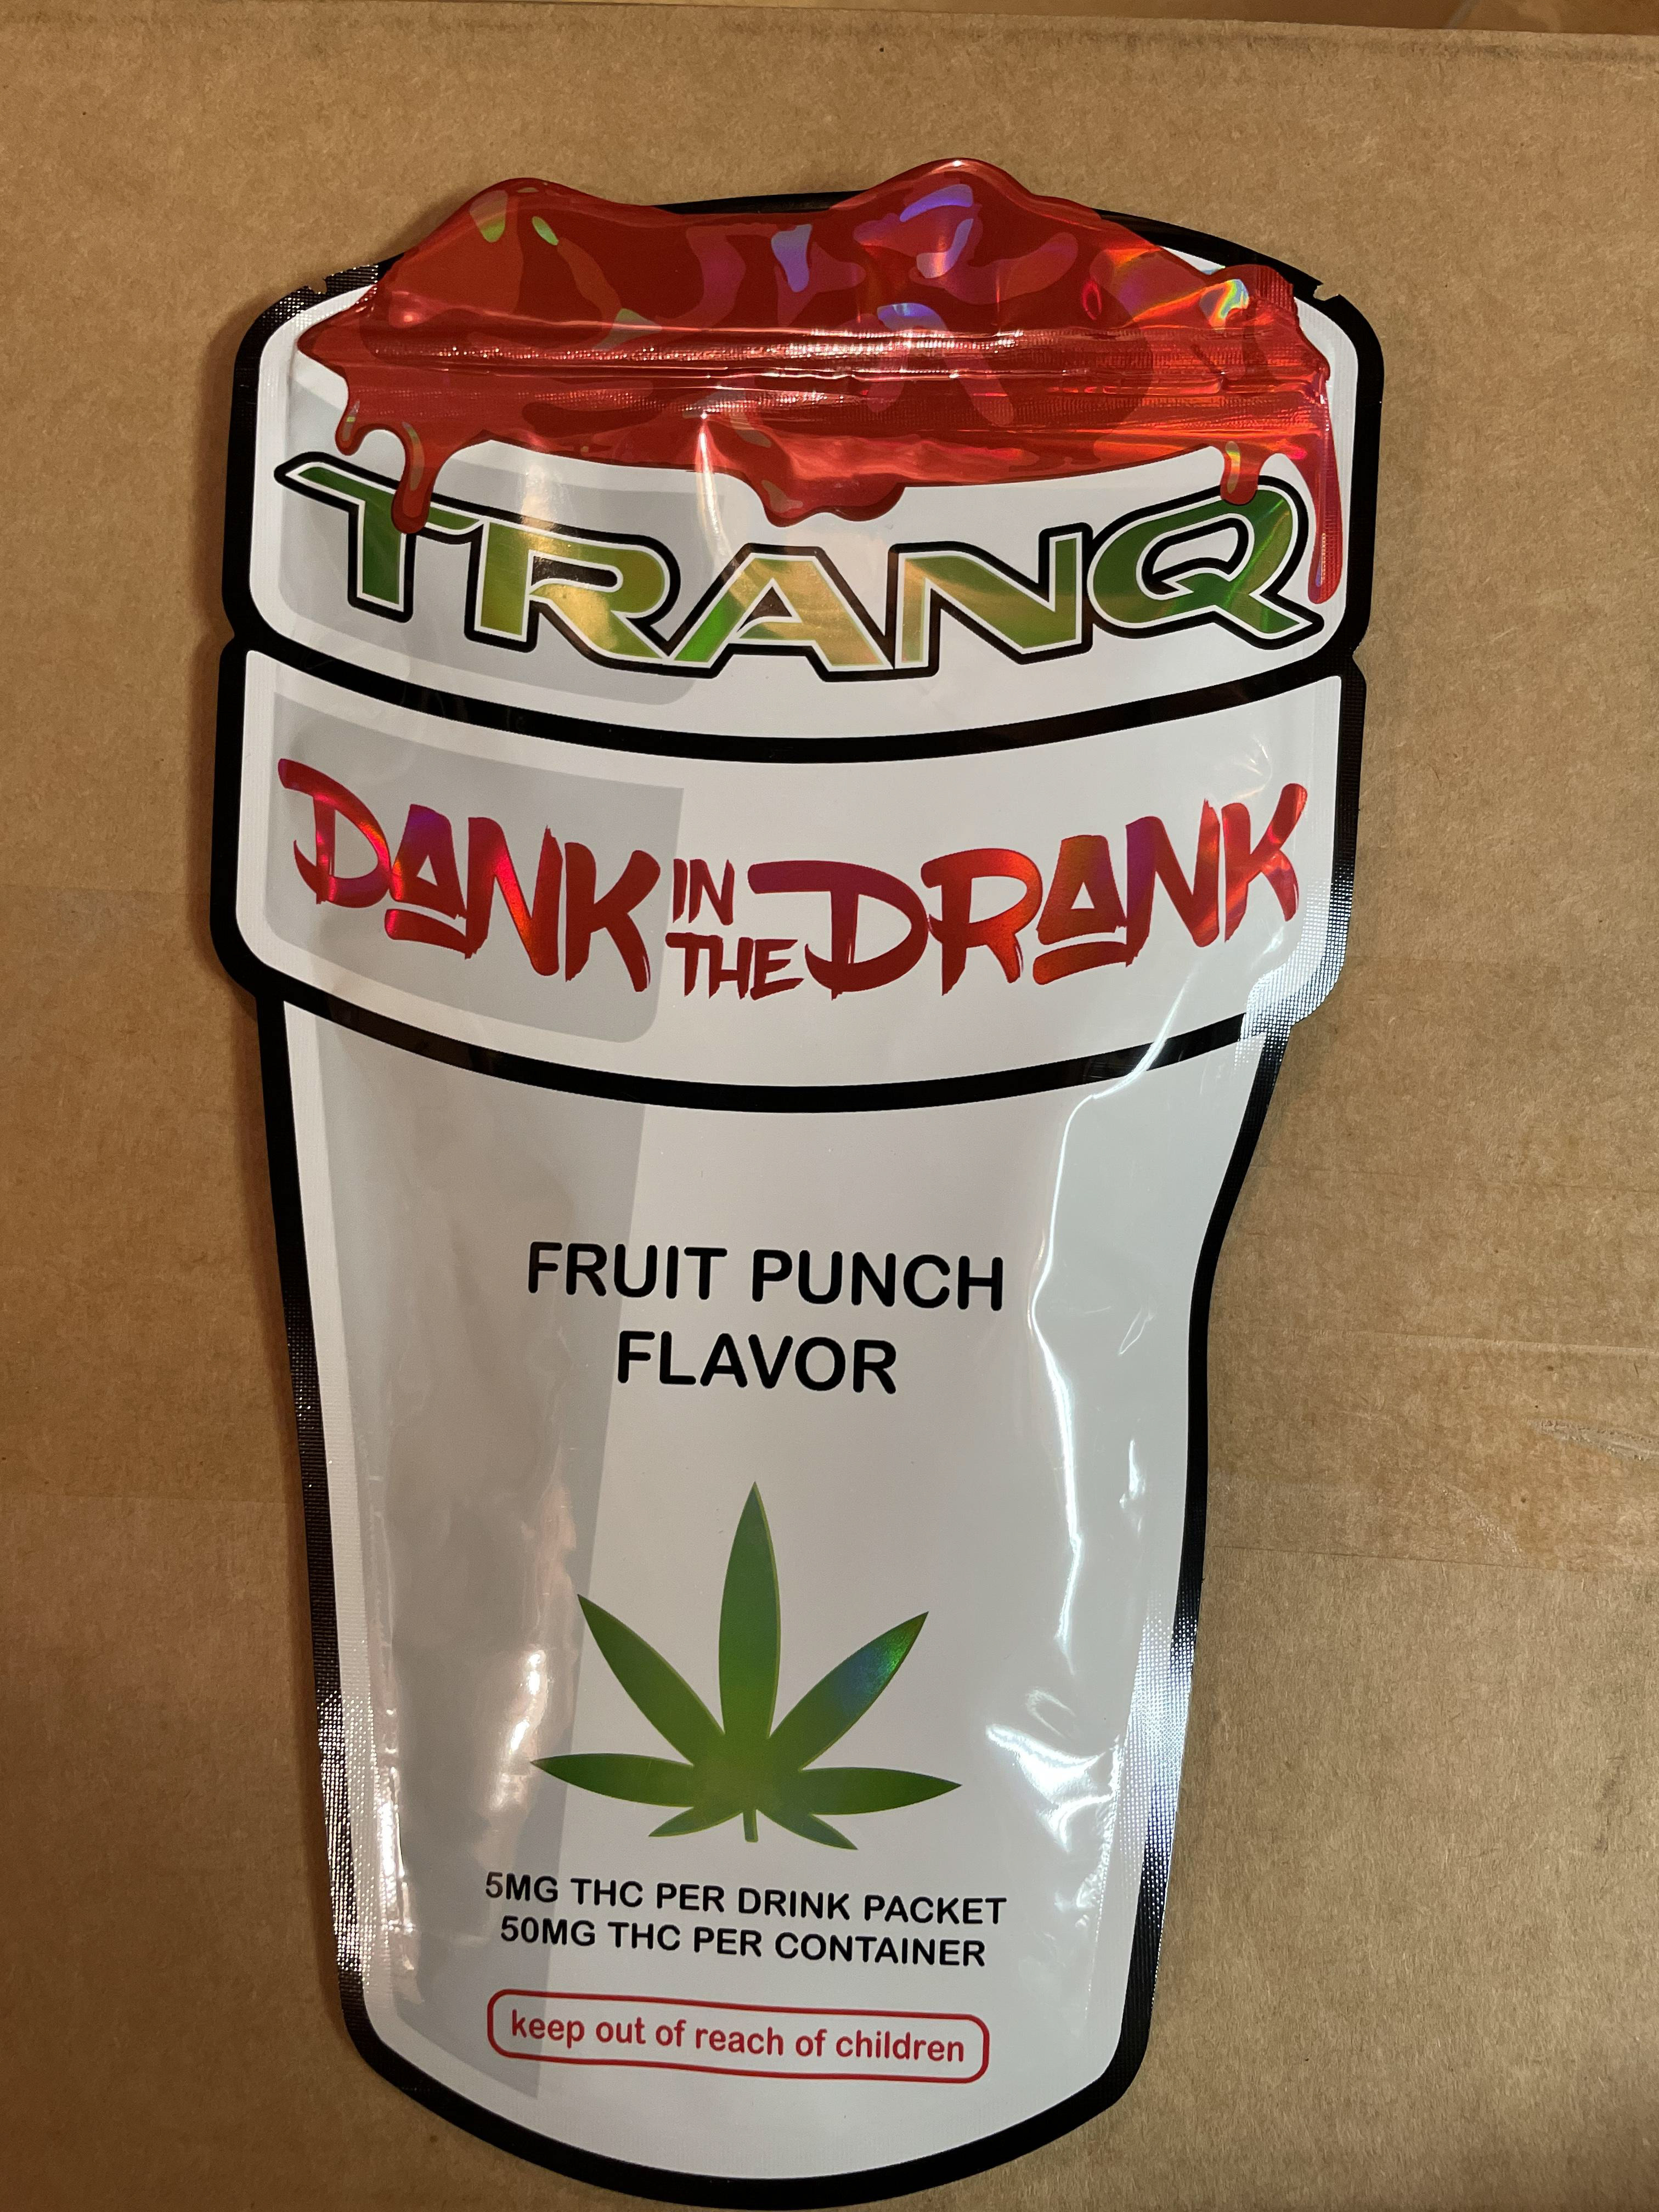 TRANQ
DANK IN THE DRANK
FRUIT PUNCH
FLAVOR
5MG THC PER DRINK PACKET
50MG THC PER CONTAINER
keep out of reach of children